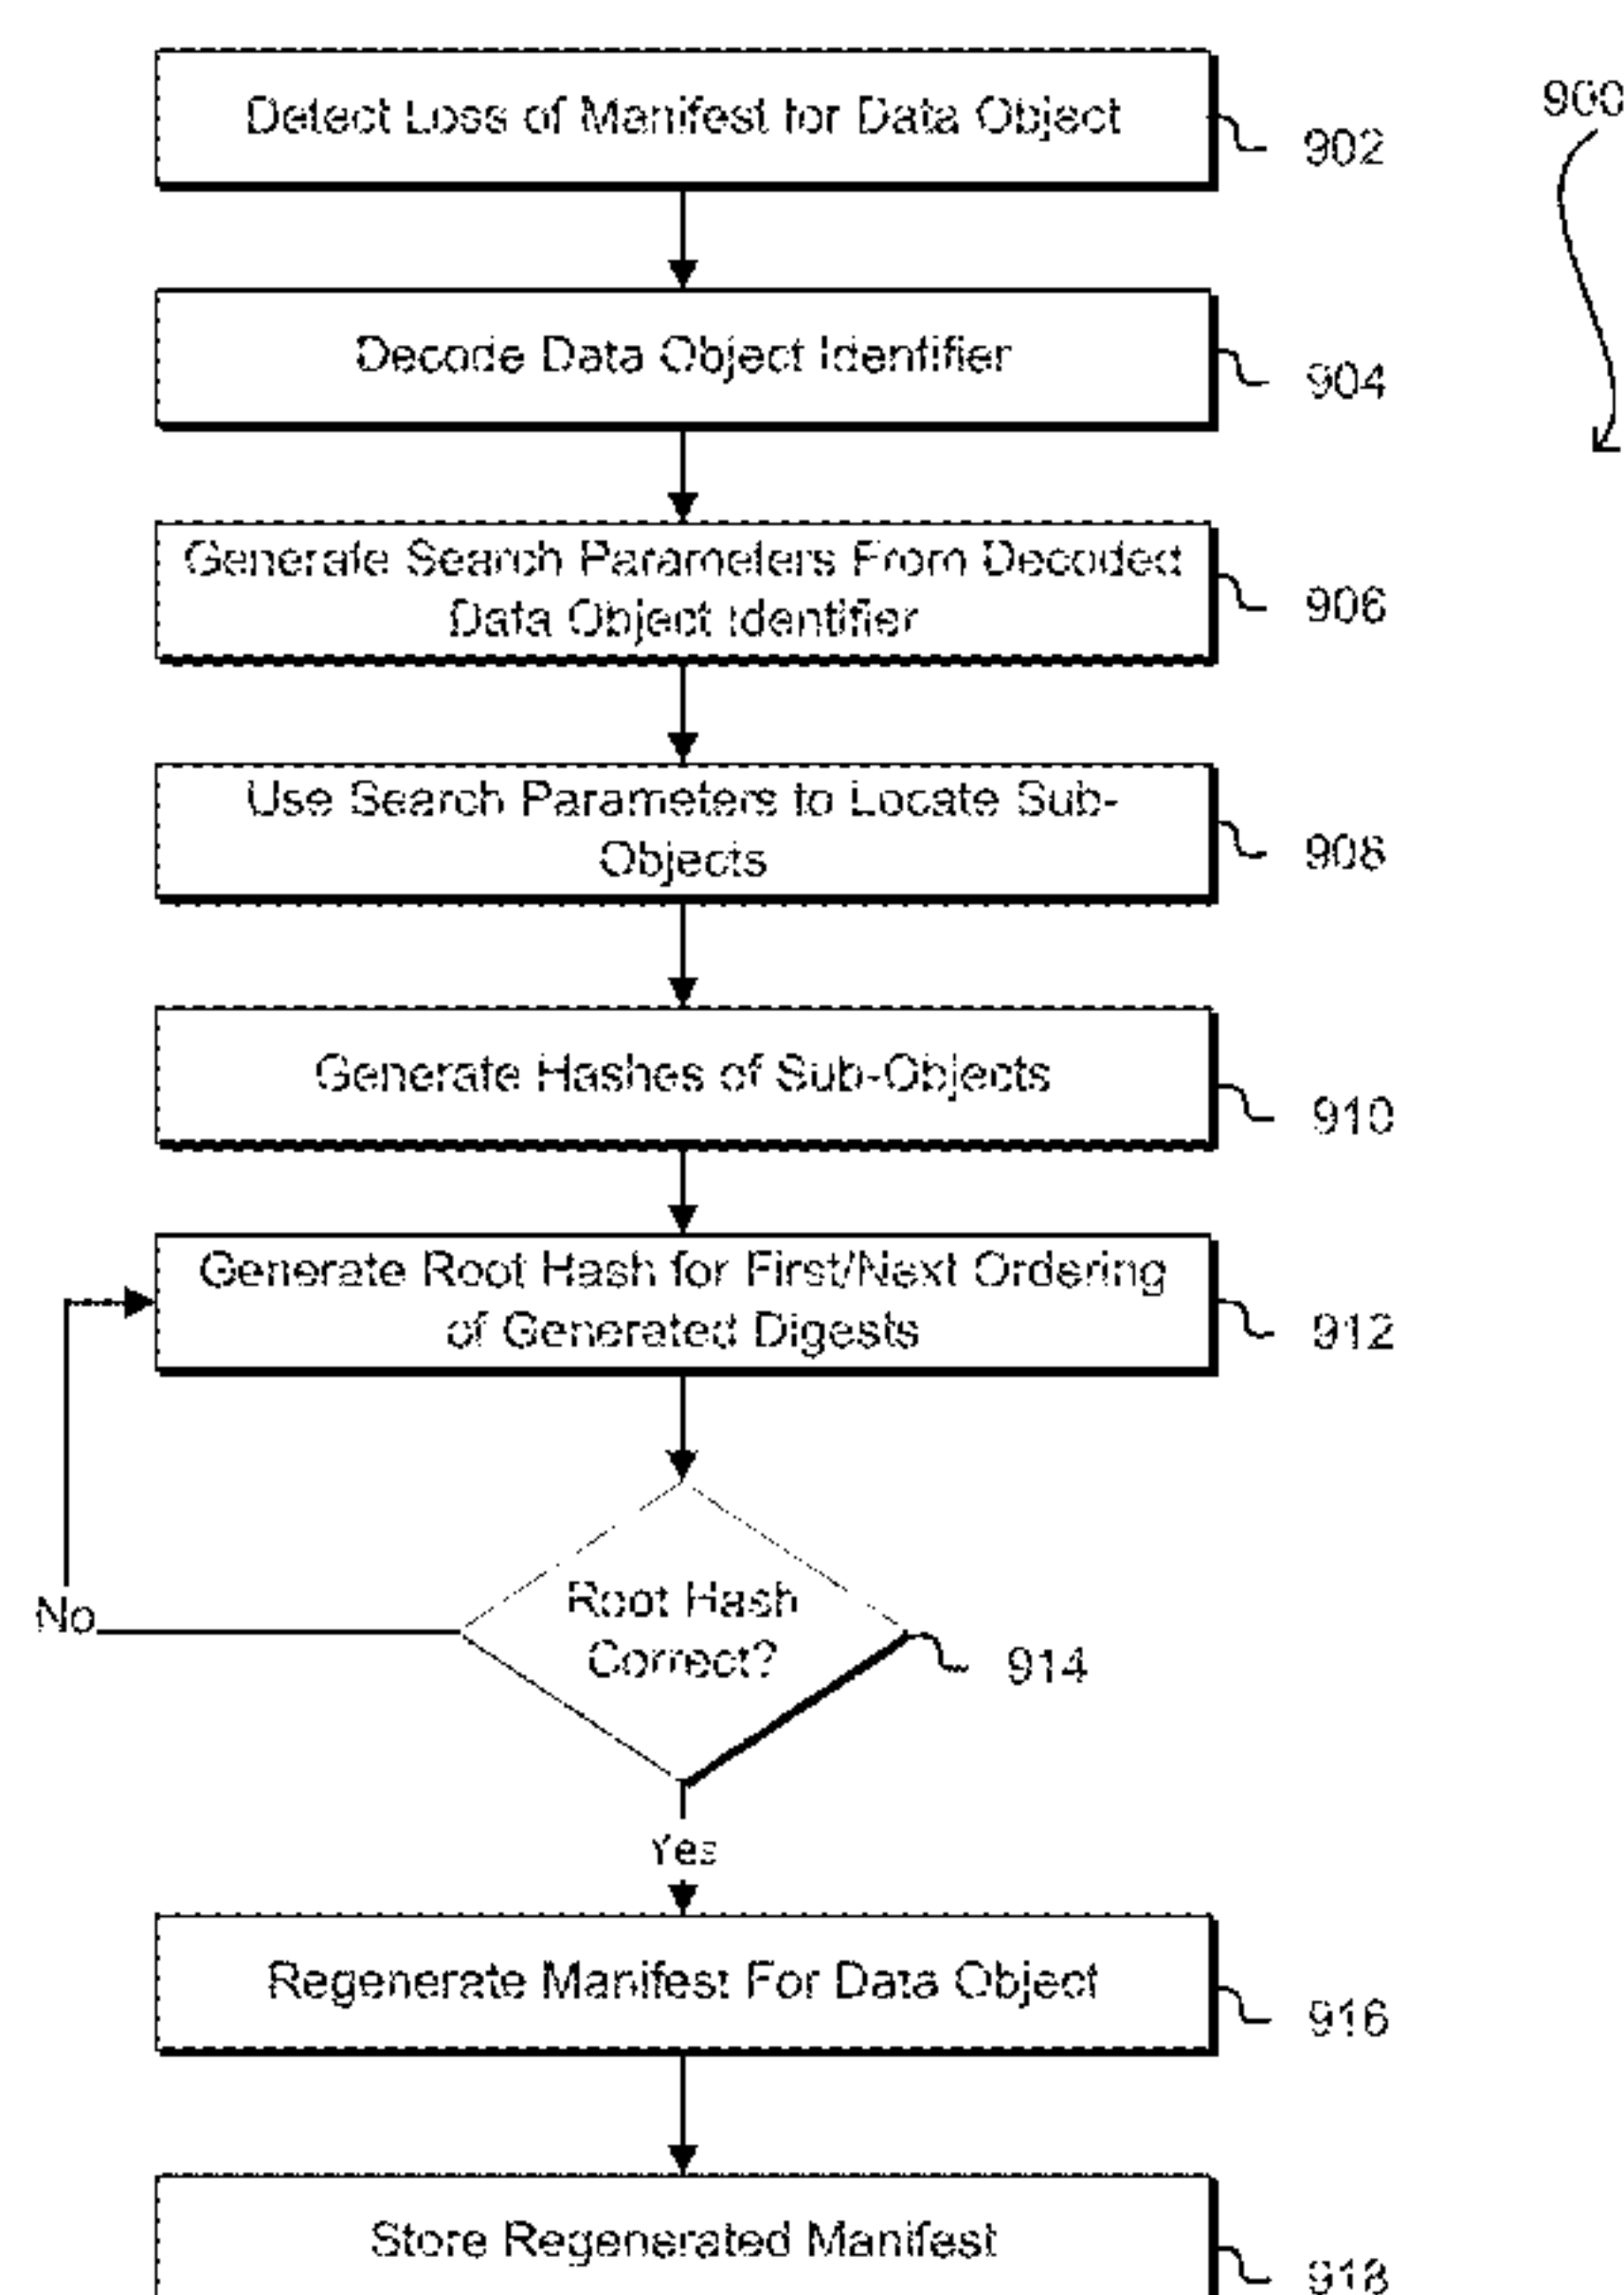 900
Detect Loss of Manifest for Data Object
902
Decode Data Object Identifier
904
Generate Search Parameters From Decoded
Data Object Identifier
906
Use Search Parameters to Locate Sub-
Objects
908
Generate Hashes of Sub-Objects
910
Generate Root Hash for First/Next Ordering
of Generated Digests
912
Root Hash
Correct?
914
No
Yes
Regenerate Manifest For Data Object
916
Store Regenerated Manifest
918